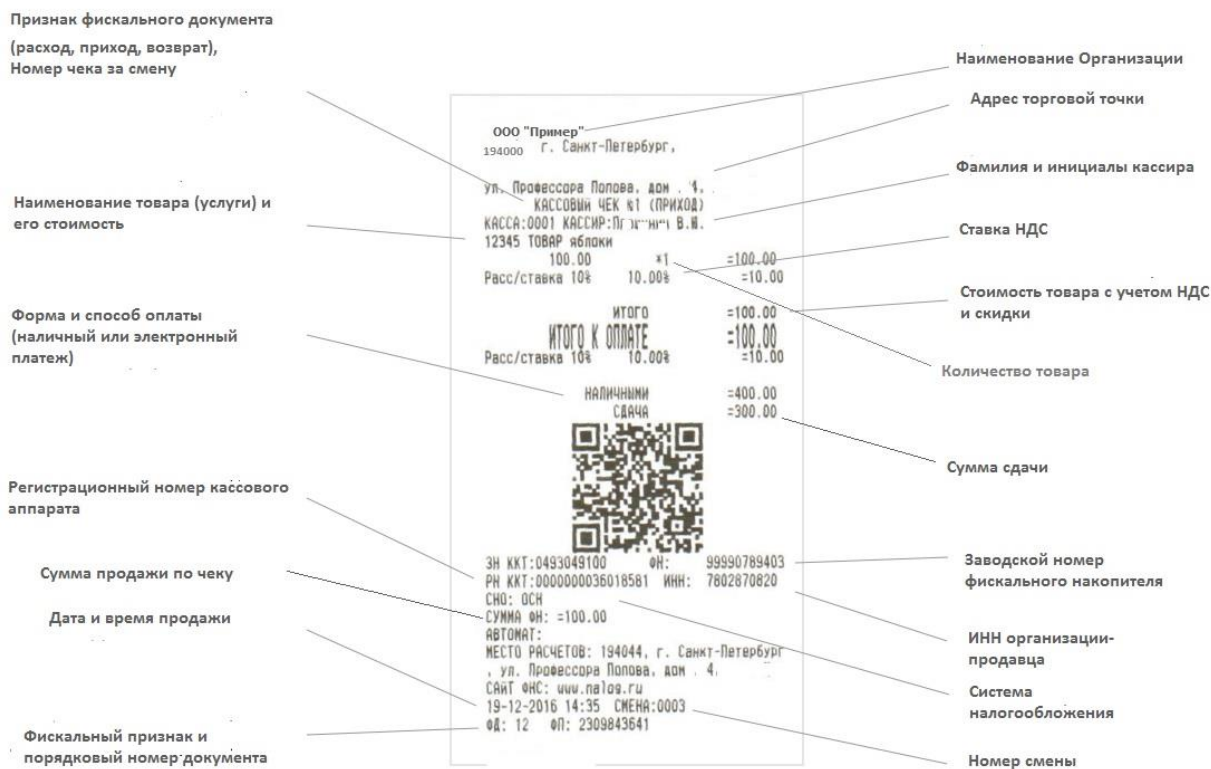 Признак фискального документа
(расход, приход, возврат),
Номер чека за смену
Наименование товара (услуги) и
его стоимость
Форма и способ оплаты
(наличный или электронный
платеж)
Регистрационный номер кассового
аппарата
Сумма продажи по чеку
Дата и время продажи
Фискальный признак и
порядковый номер документа
ООО "Пример"
194000 г. Санкт-Петербург,
ул. Профессора Попова, дом . 4,
КАССОВЫЙ ЧЕК №1 (ПРИХОД)
КАССА:0001 КАССИР: В.М.
12345 ТОВАР яблоки
100.00 *1 =100.00
Расс/ставка 10% 10.00% =10.00
ИТОГО =100.00
ИТОГО К ОПЛАТЕ =100.00
Расс/ставка 10% 10.00% =10.00
НАЛИЧНЫМИ =400.00
СДАЧА =300.00
ЗН ККТ:0493049100 ФН: 99990789403
РН ККТ:0000000036018581 ИНН: 7802870820
СНО: ОСН
СУММА ФН: =100.00
АВТОМАТ:
МЕСТО РАСЧЕТОВ: 194044, г. Санкт-Петербург
, ул. Профессора Попова, дом . 4,
САЙТ ФНС: www.nalog.ru
19-12-2016 14:35 СМЕНА:0003
ФД: 12 ФП: 2309843641
Наименование Организации
Адрес торговой точки
Фамилия и инициалы кассира
Ставка НДС
Стоимость товара с учетом НДС
и скидки
Количество товара
Сумма сдачи
Заводской номер
фискального накопителя
ИНН организации-
продавца
Система
налогообложения
Номер смены